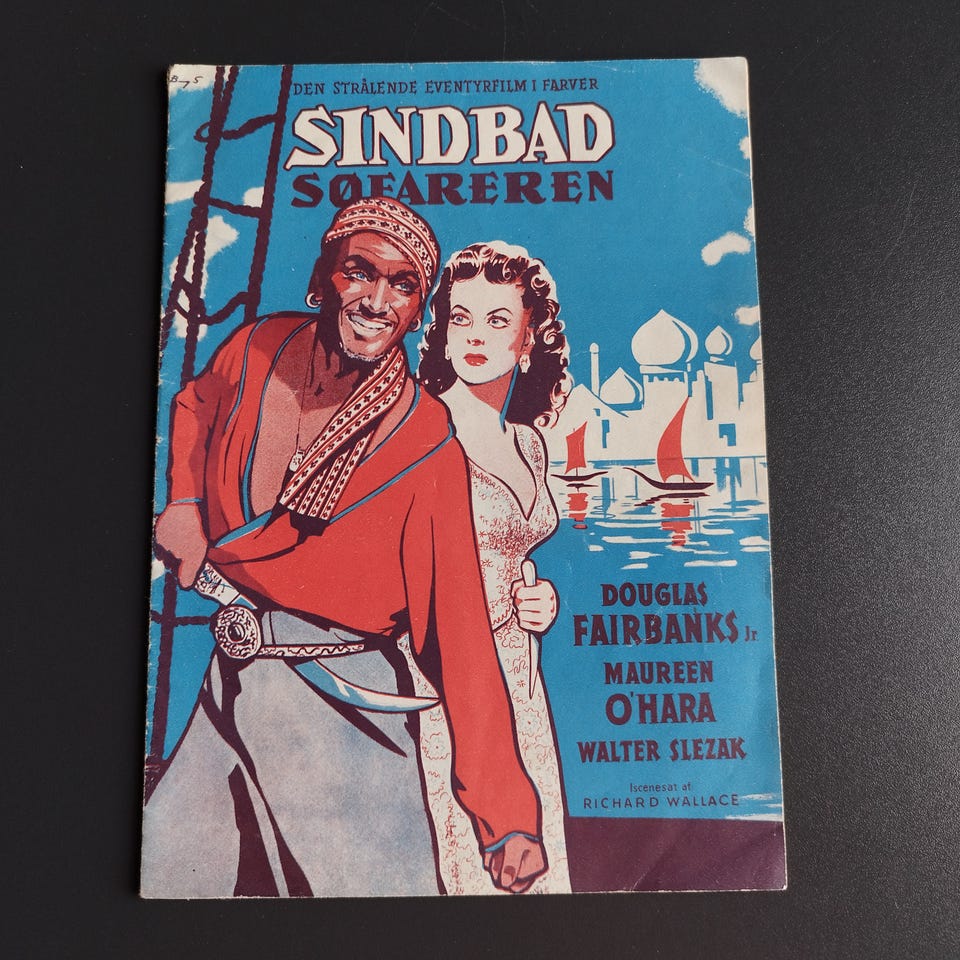 DEN STRÅLENDE EVENTYRFILM I FARVER
SINDBAD
SØFAREREN
DOUGLAS
FAIRBANKS Jr.
MAUREEN
O'HARA
WALTER SLEZAK
Iscenesat af
RICHARD WALLACE